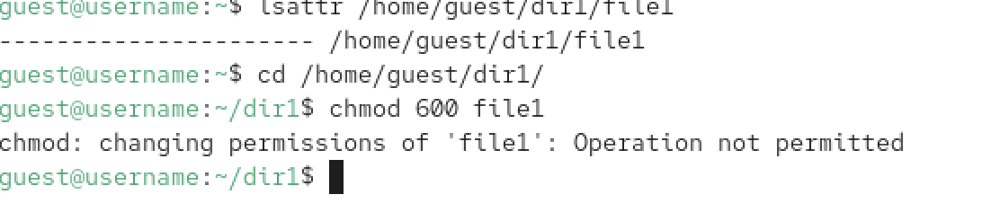 guest@username:~$ lsattr /home/guest/dir1/file1
---------------------- /home/guest/dir1/file1
guest@username:~$ cd /home/guest/dir1/
guest@username:~/dir1$ chmod 600 file1
chmod: changing permissions of 'file1': Operation not permitted
guest@username:~/dir1$